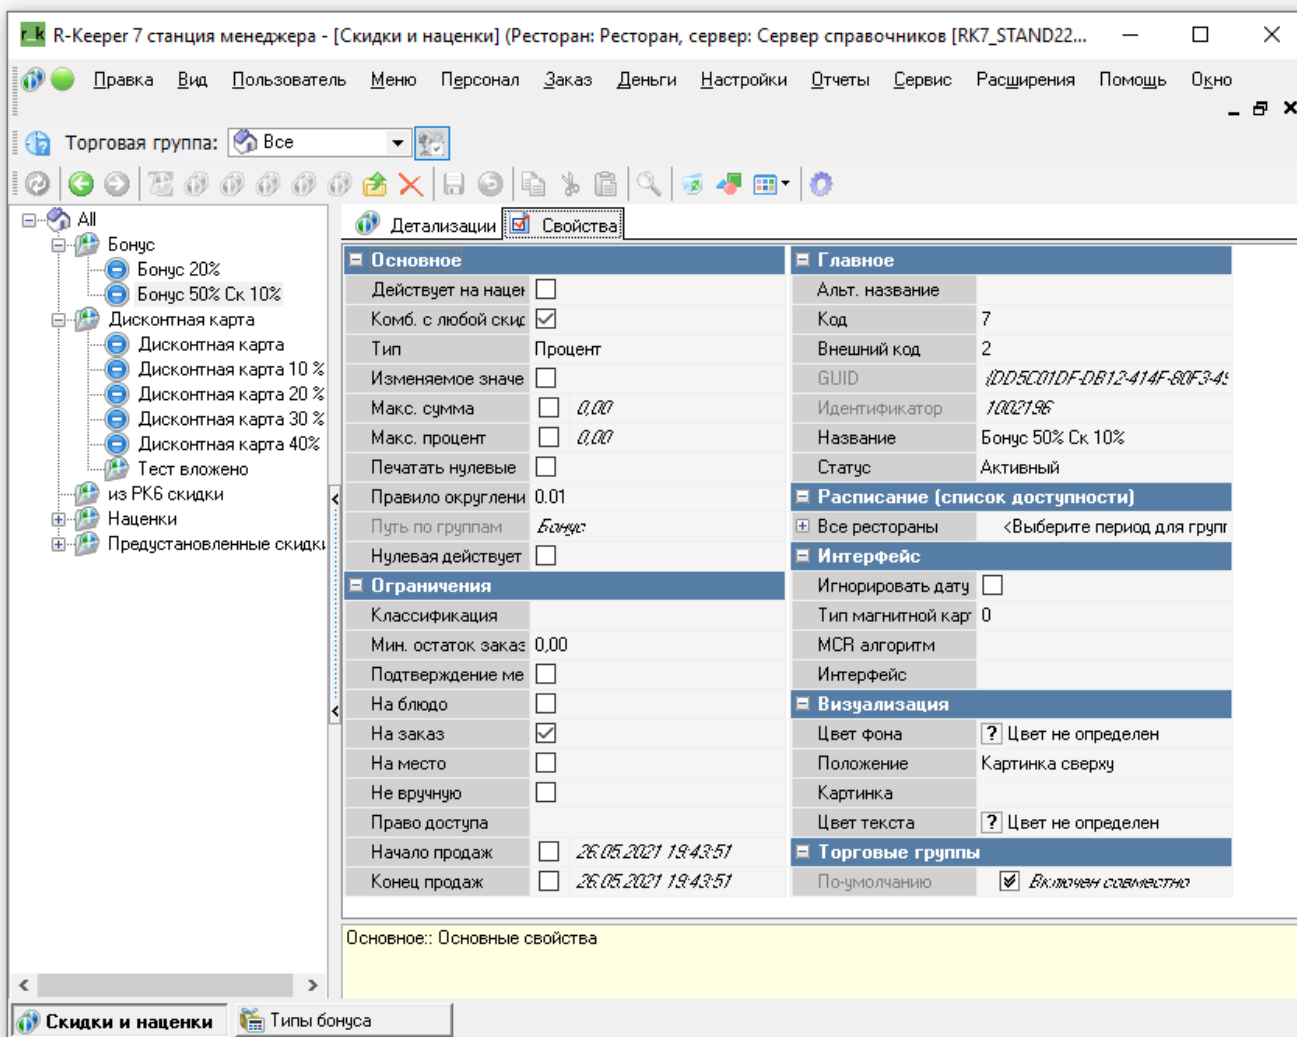 R-Keeper 7 станция менеджера - [Скидки и наценки] (Ресторан: Ресторан, сервер: Сервер справочников [RK7_STAND22...
Правка Вид Пользователь Меню Персонал Заказ Деньги Настройки Отчеты Сервис Расширения Помощь Окно
Торговая группа: Все
All
Бонус
Бонус 20%
Бонус 50% Ск 10%
Дисконтная карта
Дисконтная карта
Дисконтная карта 10 %
Дисконтная карта 20 %
Дисконтная карта 30 %
Дисконтная карта 40%
Тест вложено
из РК6 скидки
Наценки
Предустановленные скидки
Детализации Свойства
Основное
Действует на нацен
Комб. с любой скид
Тип Процент
Изменяемое значе
Макс. сумма 0,00
Макс. процент 0,00
Печатать нулевые
Правило округлени 0.01
Путь по группам Бонус
Нулевая действует
Ограничения
Классификация
Мин. остаток заказ 0,00
Подтверждение ме
На блюдо
На заказ
На место
Не вручную
Право доступа
Начало продаж 26.05.2021 19:43:51
Конец продаж 26.05.2021 19:43:51
Главное
Альт. название
Код 7
Внешний код 2
GUID {DD5C01DF-DB12-414F-80F3-49
Идентификатор 1002196
Название Бонус 50% Ск 10%
Статус Активный
Расписание (список доступности)
Все рестораны <Выберите период для групп
Интерфейс
Игнорировать дату
Тип магнитной кар 0
MCR алгоритм
Интерфейс
Визуализация
Цвет фона ? Цвет не определен
Положение Картинка сверху
Картинка
Цвет текста ? Цвет не определен
Торговые группы
По-умолчанию Включен совместно
Основное:: Основные свойства
Скидки и наценки Типы бонуса